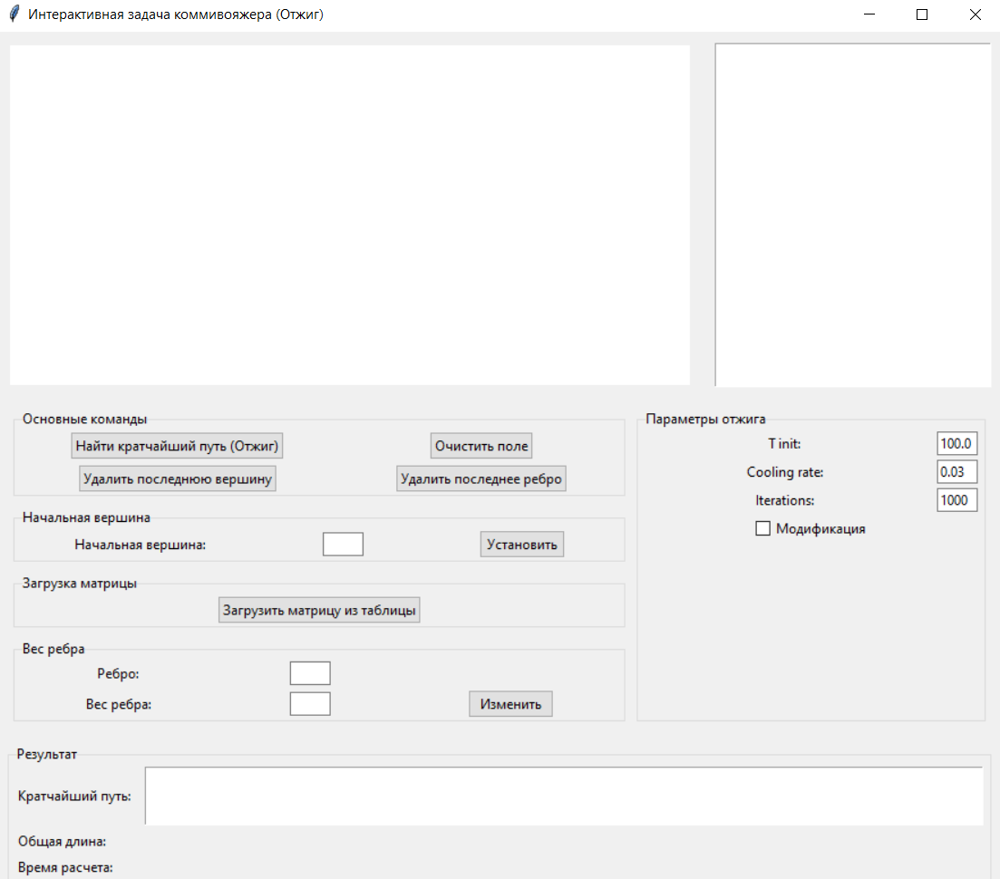 Интерактивная задача коммивояжера (Отжиг)
Основные команды
Найти кратчайший путь (Отжиг)
Очистить поле
Удалить последнюю вершину
Удалить последнее ребро
Начальная вершина
Начальная вершина:
Установить
Загрузка матрицы
Загрузить матрицу из таблицы
Вес ребра
Ребро:
Вес ребра:
Изменить
Параметры отжига
T init:
100.0
Cooling rate:
0.03
Iterations:
1000
Модификация
Результат
Кратчайший путь:
Общая длина:
Время расчета: